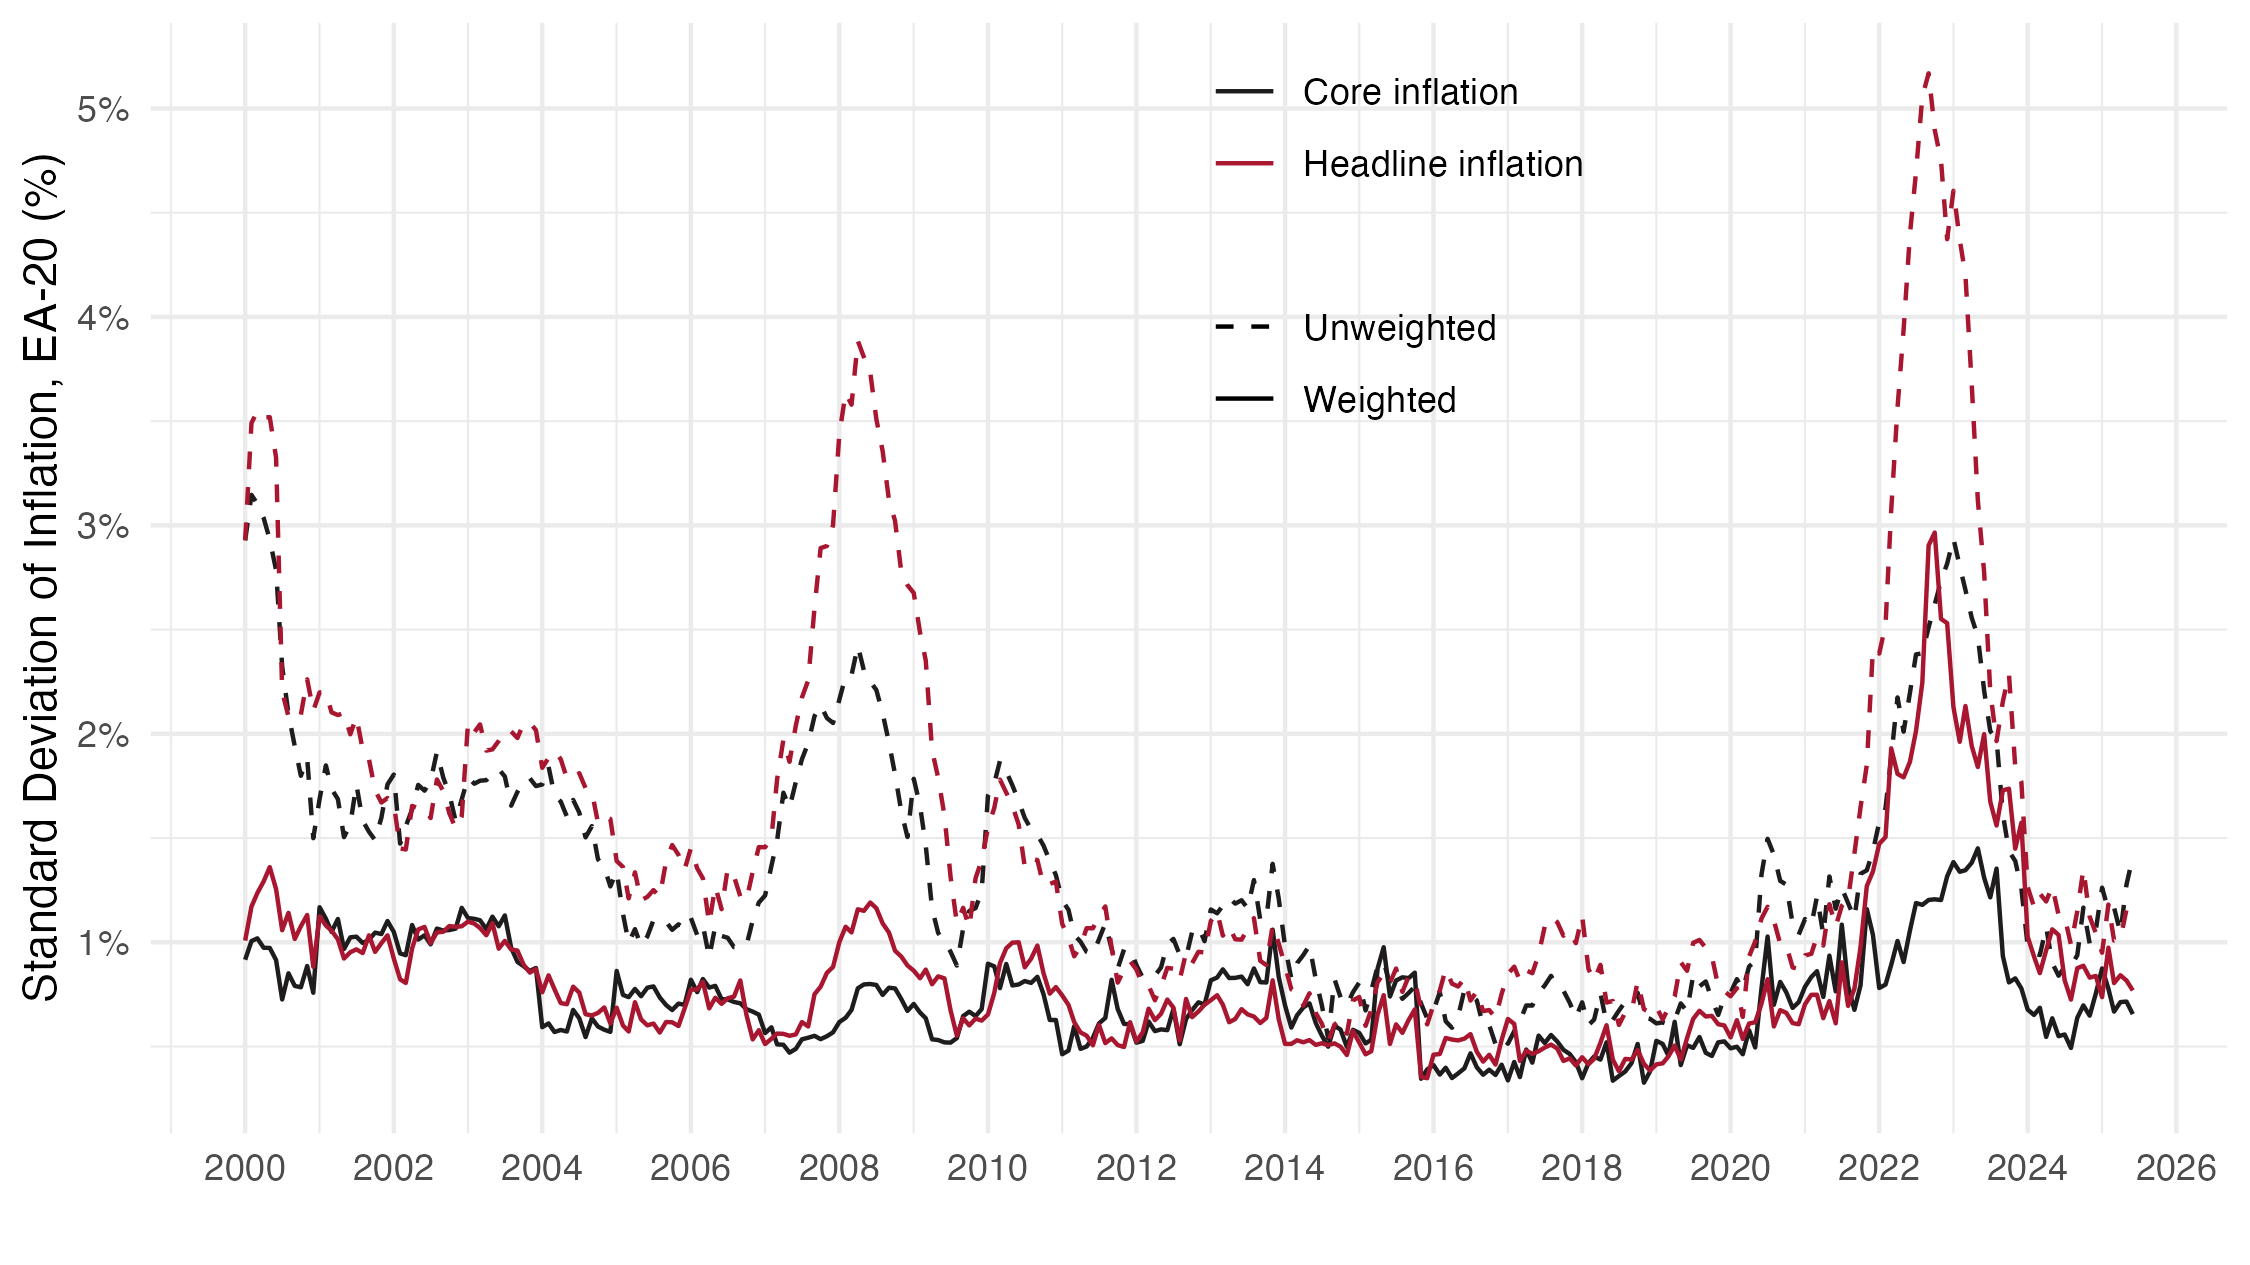 Standard Deviation of Inflation, EA-20 (%)
5%
4%
3%
2%
1%
Core inflation
Headline inflation
Unweighted
Weighted
2000 2002 2004 2006 2008 2010 2012 2014 2016 2018 2020 2022 2024 2026